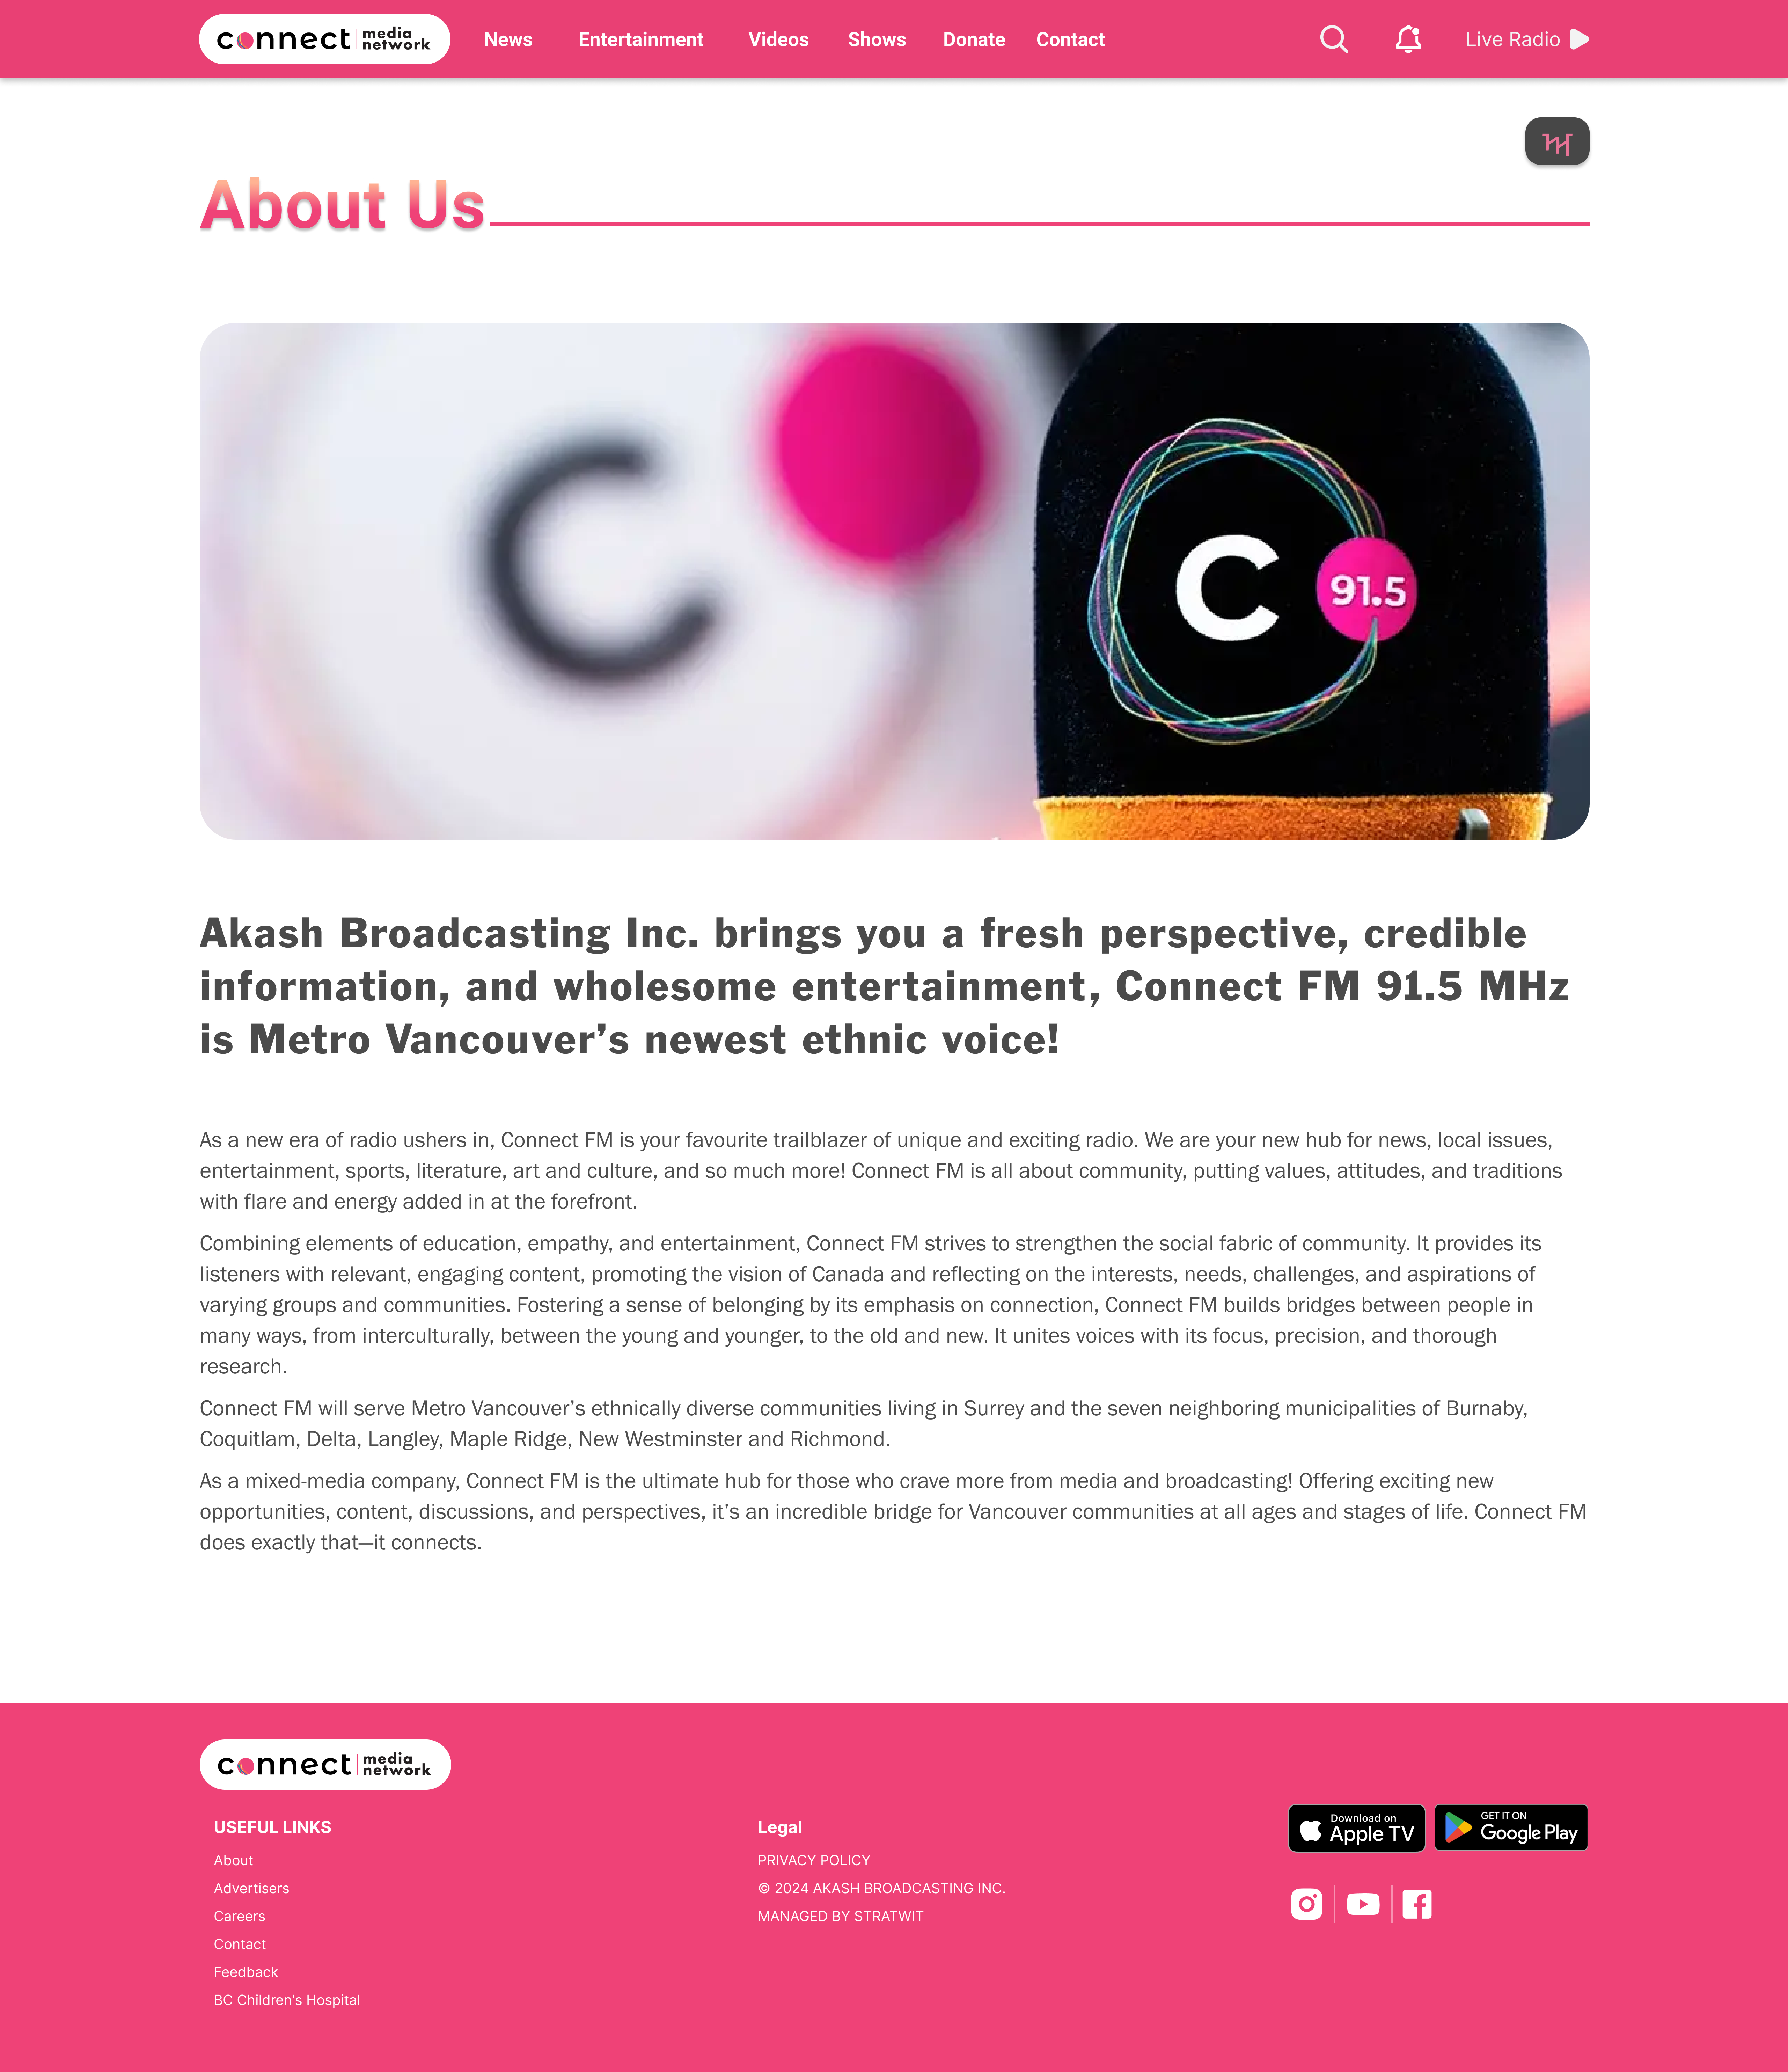 connect media network
News Entertainment Videos Shows Donate Contact Live Radio
ਅ
About Us
C
C 91.5
Akash Broadcasting Inc. brings you a fresh perspective, credible
information, and wholesome entertainment, Connect FM 91.5 MHz
is Metro Vancouver’s newest ethnic voice!
As a new era of radio ushers in, Connect FM is your favourite trailblazer of unique and exciting radio. We are your new hub for news, local issues,
entertainment, sports, literature, art and culture, and so much more! Connect FM is all about community, putting values, attitudes, and traditions
with flare and energy added in at the forefront.
Combining elements of education, empathy, and entertainment, Connect FM strives to strengthen the social fabric of community. It provides its
listeners with relevant, engaging content, promoting the vision of Canada and reflecting on the interests, needs, challenges, and aspirations of
varying groups and communities. Fostering a sense of belonging by its emphasis on connection, Connect FM builds bridges between people in
many ways, from interculturally, between the young and younger, to the old and new. It unites voices with its focus, precision, and thorough
research.
Connect FM will serve Metro Vancouver’s ethnically diverse communities living in Surrey and the seven neighboring municipalities of Burnaby,
Coquitlam, Delta, Langley, Maple Ridge, New Westminster and Richmond.
As a mixed-media company, Connect FM is the ultimate hub for those who crave more from media and broadcasting! Offering exciting new
opportunities, content, discussions, and perspectives, it’s an incredible bridge for Vancouver communities at all ages and stages of life. Connect FM
does exactly that—it connects.
connect media network
USEFUL LINKS
About
Advertisers
Careers
Contact
Feedback
BC Children's Hospital
Legal
PRIVACY POLICY
© 2024 AKASH BROADCASTING INC.
MANAGED BY STRATWIT
Download on
Apple TV
GET IT ON
Google Play